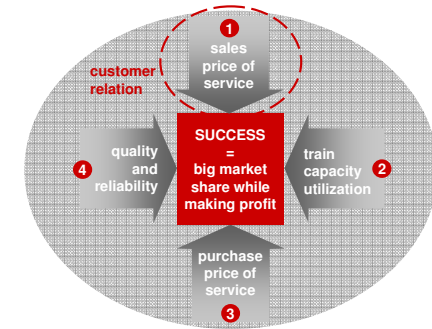 1
sales
price of
service
customer
relation
SUCCESS
=
big market
share while
making profit
4
quality
and
reliability
train
capacity
utilization
2
purchase
price of
service
3